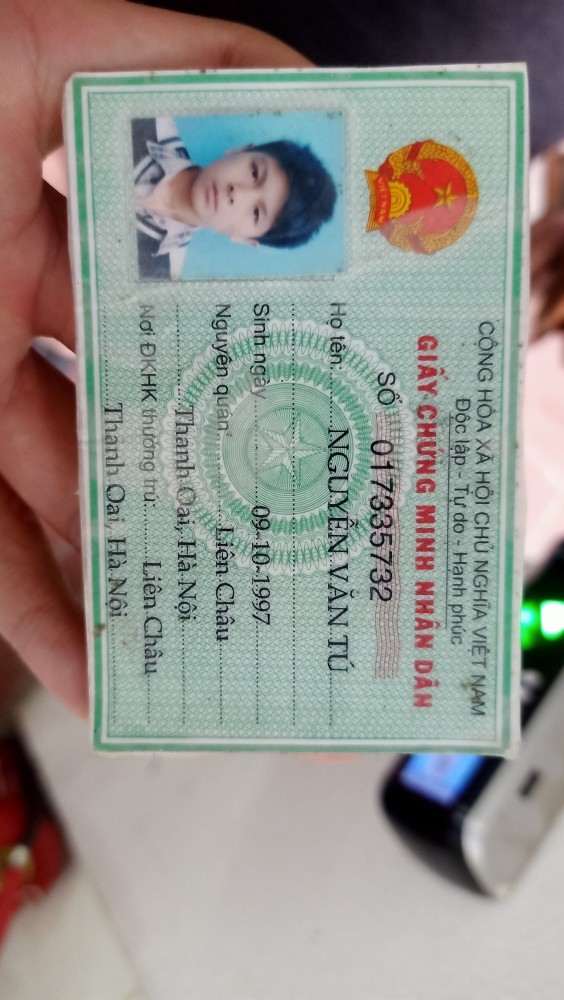 CỘNG HÒA XÃ HỘI CHỦ NGHĨA VIỆT NAM
Độc lập - Tự do - Hạnh phúc
GIẤY CHỨNG MINH NHÂN DÂN
SỐ 017335732
Họ tên: NGUYỄN VĂN TÚ
Sinh ngày 09-10-1997
Nguyên quán Liên Châu
Thanh Oai, Hà Nội
Nơi ĐKHK thường trú: Liên Châu
Thanh Oai, Hà Nội
VIỆT NAM